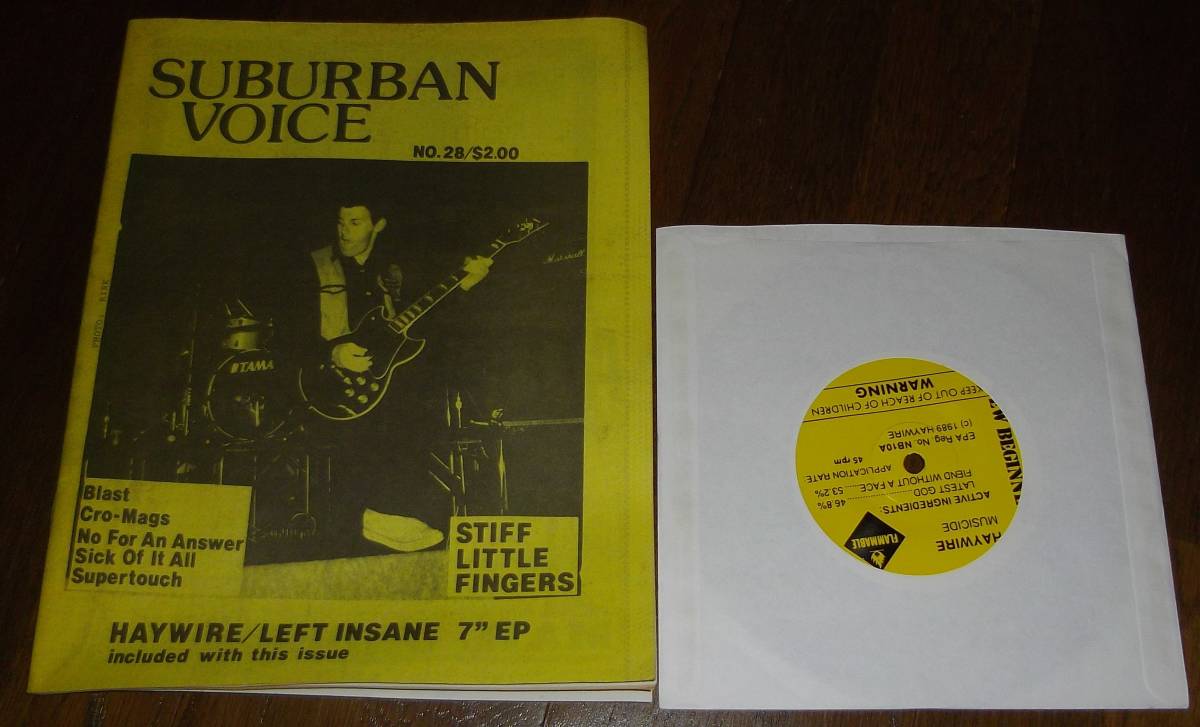 SUBURBAN
VOICE
NO. 28/$2.00
PHOTO: KIRK
Marshall
TAMA
Blast
Cro-Mags
No For An Answer
Sick Of It All
Supertouch
STIFF
LITTLE
FINGERS
HAYWIRE/LEFT INSANE 7" EP
included with this issue
HAYWIRE
MUSICIDE
ACTIVE INGREDIENTS:
LATEST GOD.................... 46.8%
FIEND WITHOUT A FACE...... 53.2%
APPLICATION RATE 45 rpm
EPA Reg. No. NB10A
(c) 1989 HAYWIRE
KEEP OUT OF REACH OF CHILDREN
WARNING
FLAMMABLE